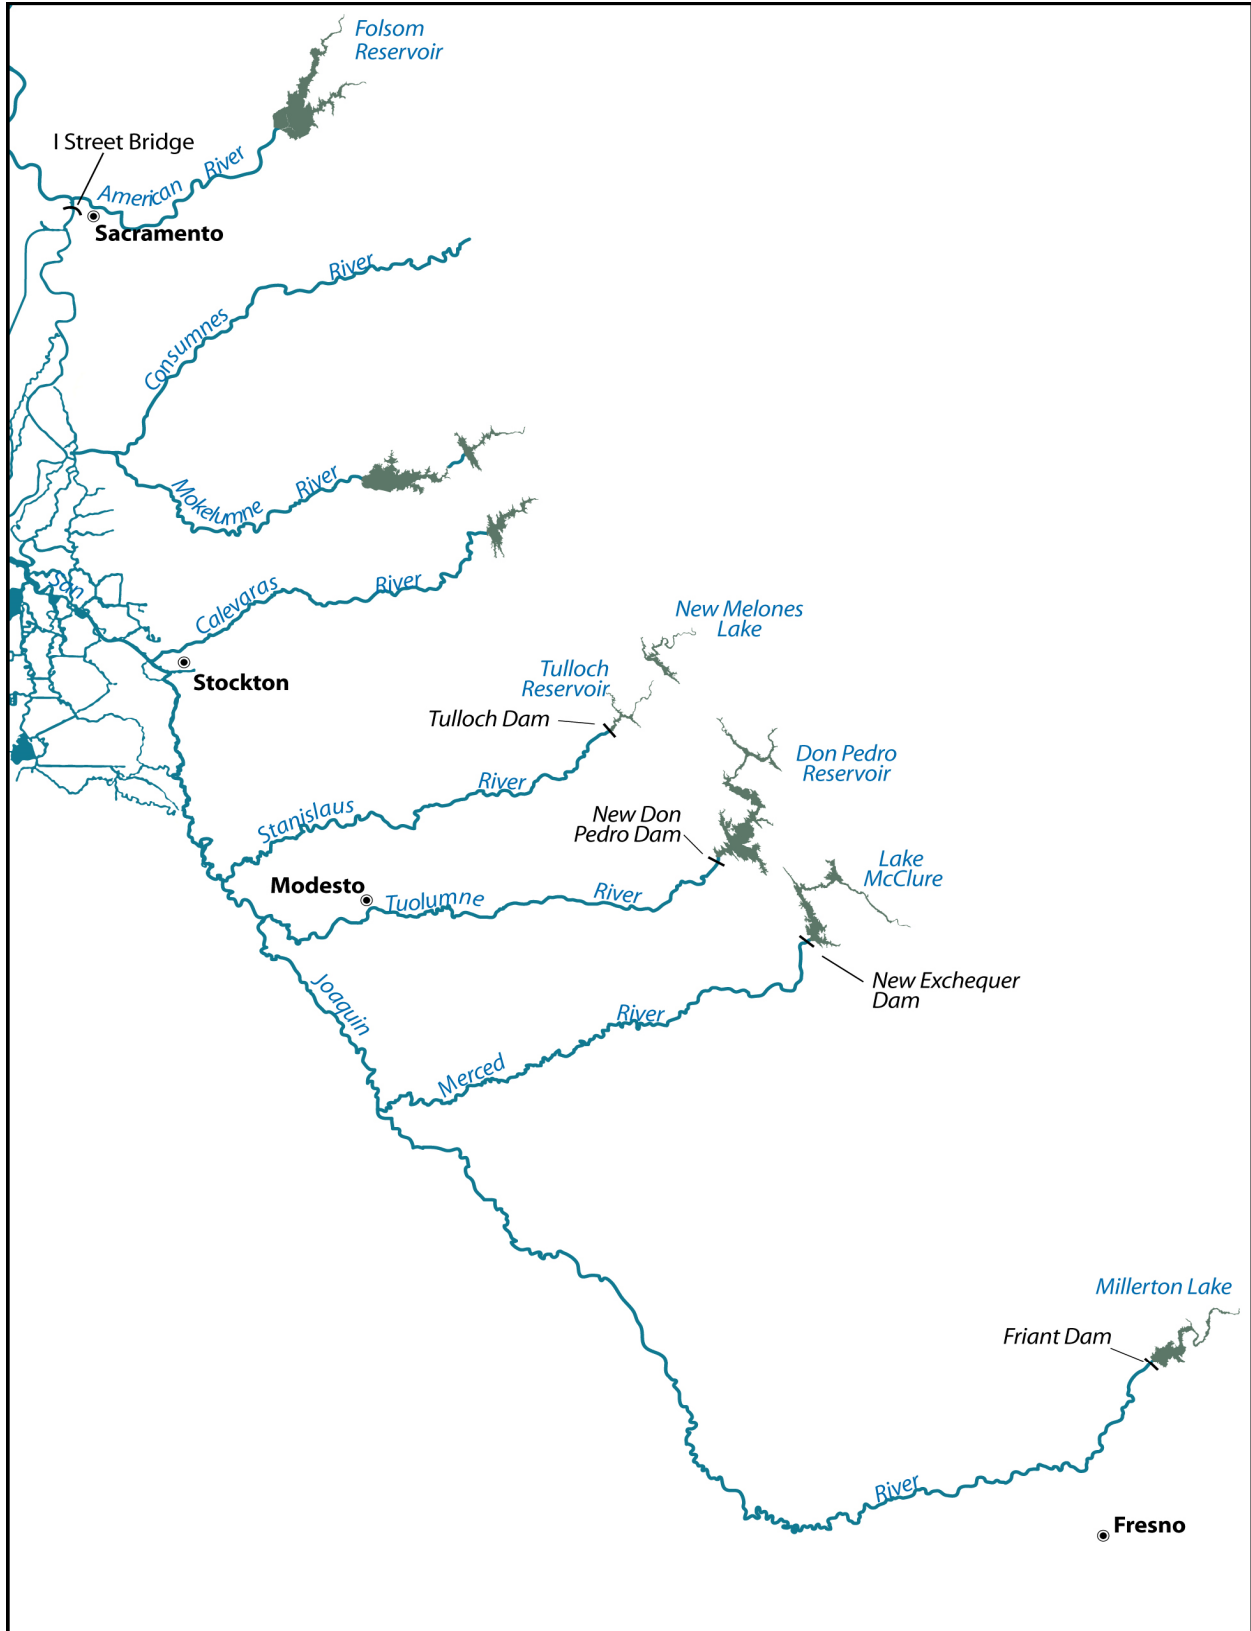 Folsom
Reservoir
I Street Bridge
American River
Sacramento
Consumnes River
Mokelumne River
San
Calevaras River
New Melones
Lake
Stockton
Tulloch
Reservoir
Tulloch Dam
Don Pedro
Reservoir
Stanislaus River
New Don
Pedro Dam
Lake
McClure
Modesto
Tuolumne River
Joaquin
New Exchequer
Dam
Merced River
Millerton Lake
Friant Dam
River
Fresno